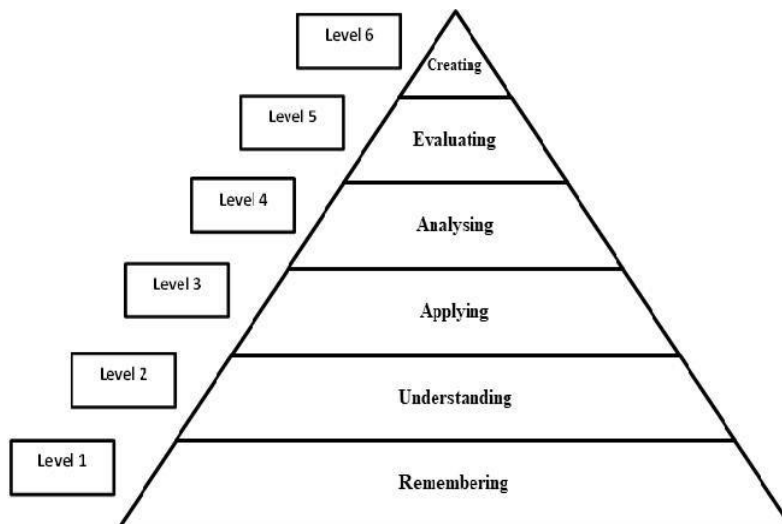 Level 6
Creating
Level 5
Evaluating
Level 4
Analysing
Level 3
Applying
Level 2
Understanding
Level 1
Remembering